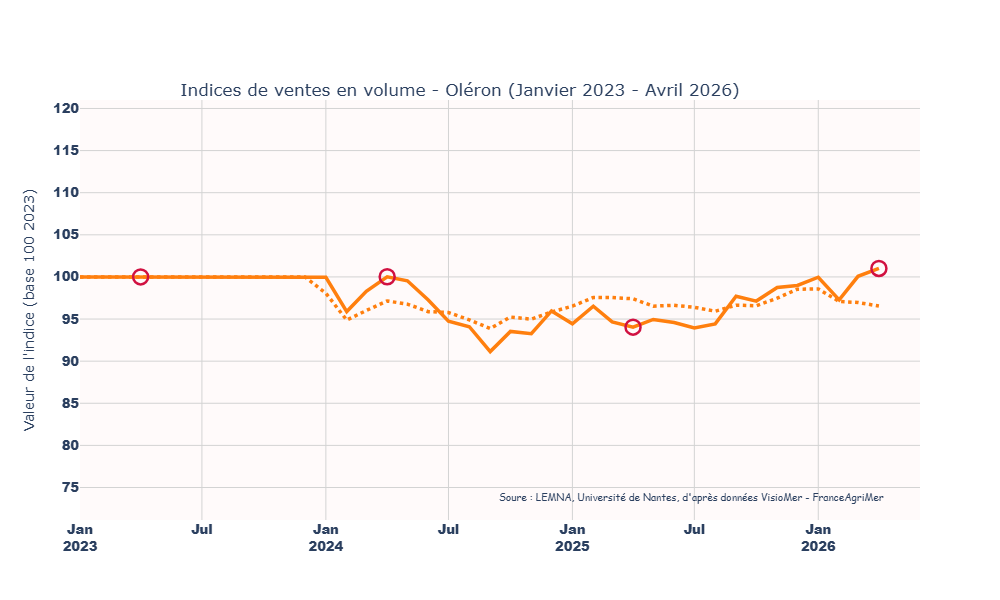 Indices de ventes en volume - Oléron (Janvier 2023 - Avril 2026)
Valeur de l'indice (base 100 2023)
120
115
110
105
100
95
90
85
80
75
Soure : LEMNA, Université de Nantes, d'après données VisioMer - FranceAgriMer
Jan Jul Jan Jul Jan Jul Jan
2023 2024 2025 2026